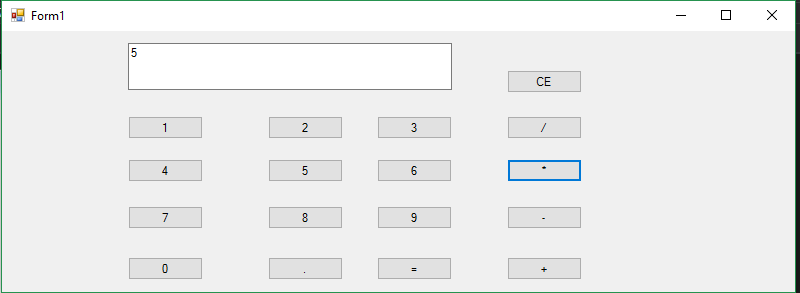 Form1
5
CE
1 2 3 /
4 5 6 *
7 8 9 -
0 . = +